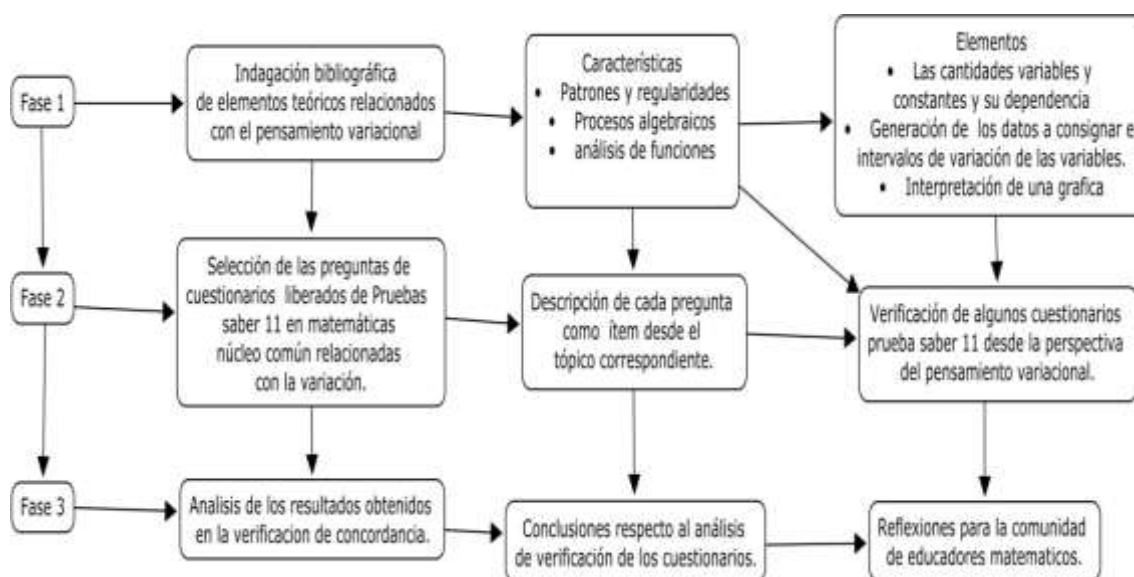 Fase 1
Indagación bibliográfica
de elementos teóricos relacionados
con el pensamiento variacional
Características
• Patrones y regularidades
• Procesos algebraicos
• análisis de funciones
Elementos
• Las cantidades variables y
constantes y su dependencia
• Generación de los datos a consignar e
intervalos de variación de las variables.
• Interpretación de una grafica
Fase 2
Selección de las preguntas de
cuestionarios liberados de Pruebas
saber 11 en matemáticas
núcleo común relacionadas
con la variación.
Descripción de cada pregunta
como ítem desde el
tópico correspondiente.
Verificación de algunos cuestionarios
prueba saber 11 desde la perspectiva
del pensamiento variacional.
Fase 3
Analisis de los resultados obtenidos
en la verificacion de concordancia.
Conclusiones respecto al análisis
de verificación de los cuestionarios.
Reflexiones para la comunidad
de educadores matematicos.